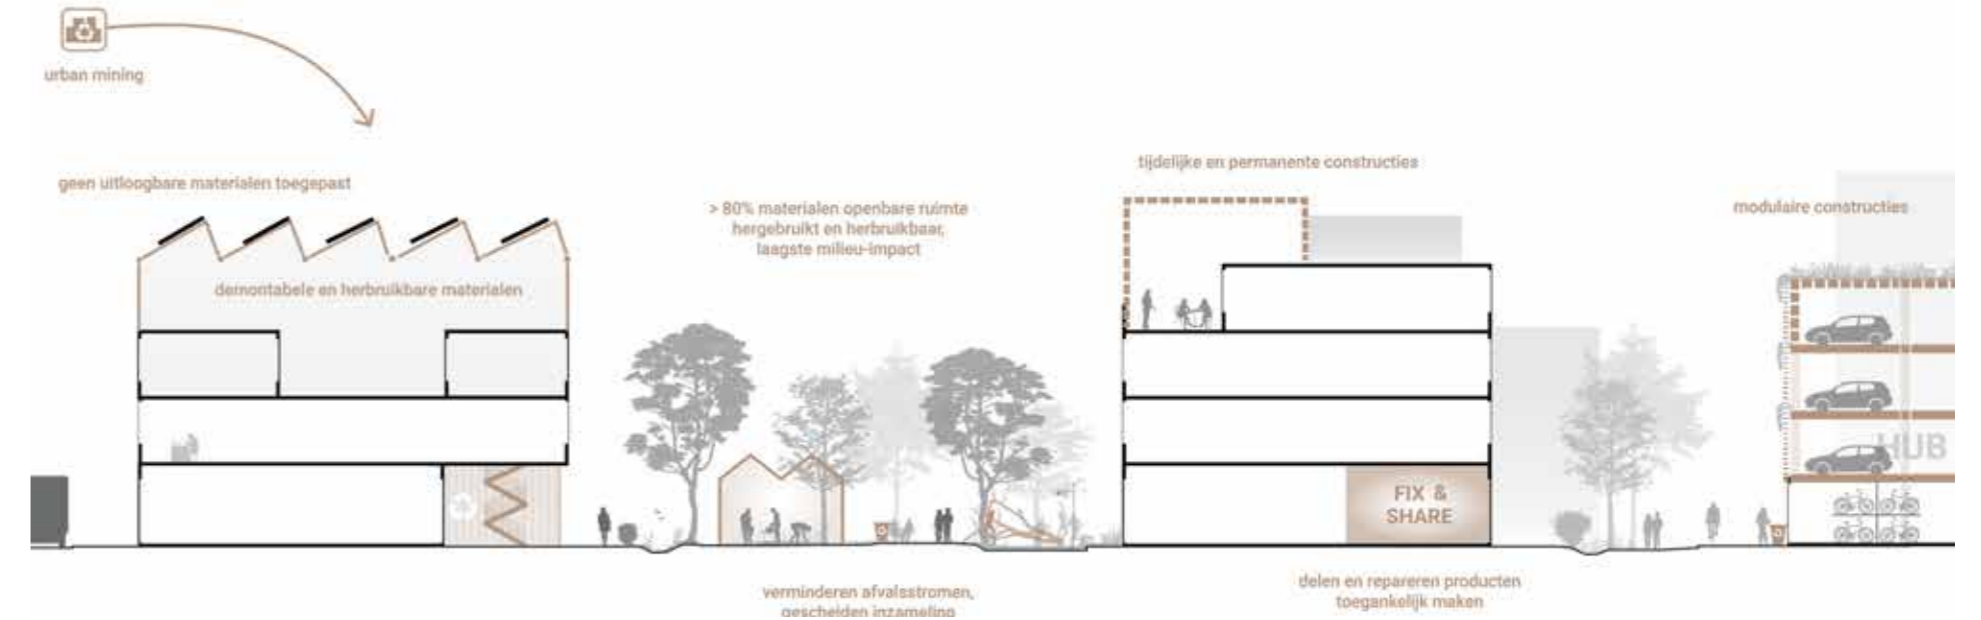 urban mining
geen uitloogbare materialen toegepast
demontabele en herbruikbare materialen
> 80% materialen openbare ruimte
hergebruikt en herbruikbaar,
laagste milieu-impact
tijdelijke en permanente constructies
modulaire constructies
HUB
FIX &
SHARE
verminderen afvalsstromen,
gescheiden inzameling
delen en repareren producten
toegankelijk maken